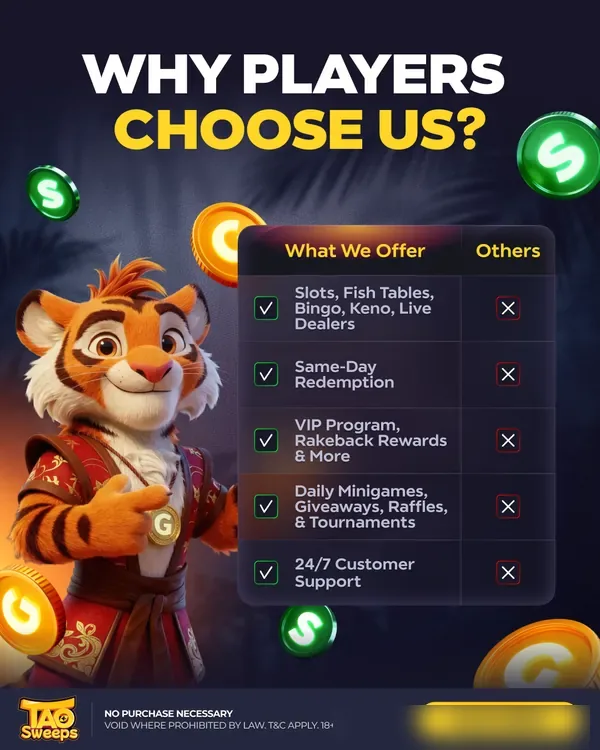 WHY PLAYERS
CHOOSE US?
What We Offer
Others
Slots, Fish Tables,
Bingo, Keno, Live
Dealers
Same-Day
Redemption
VIP Program,
Rakeback Rewards
& More
Daily Minigames,
Giveaways, Raffles,
& Tournaments
24/7 Customer
Support
S
S
C
G
G
S
C
TAO
Sweeps
NO PURCHASE NECESSARY
VOID WHERE PROHIBITED BY LAW. T&C APPLY. 18+